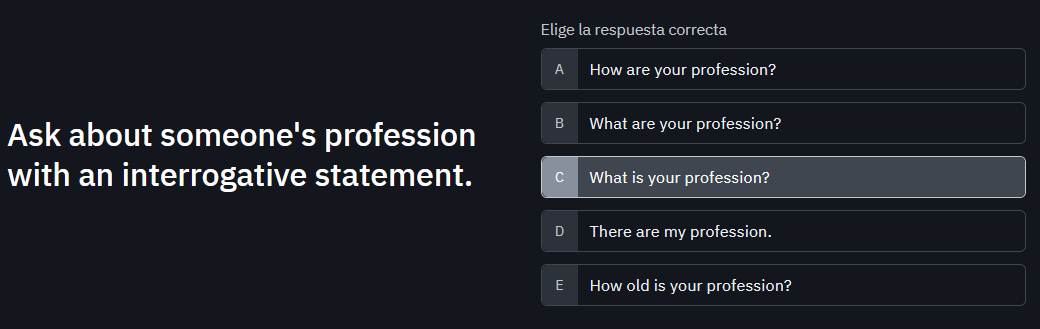 Ask about someone's profession
with an interrogative statement.
Elige la respuesta correcta
A How are your profession?
B What are your profession?
C What is your profession?
D There are my profession.
E How old is your profession?